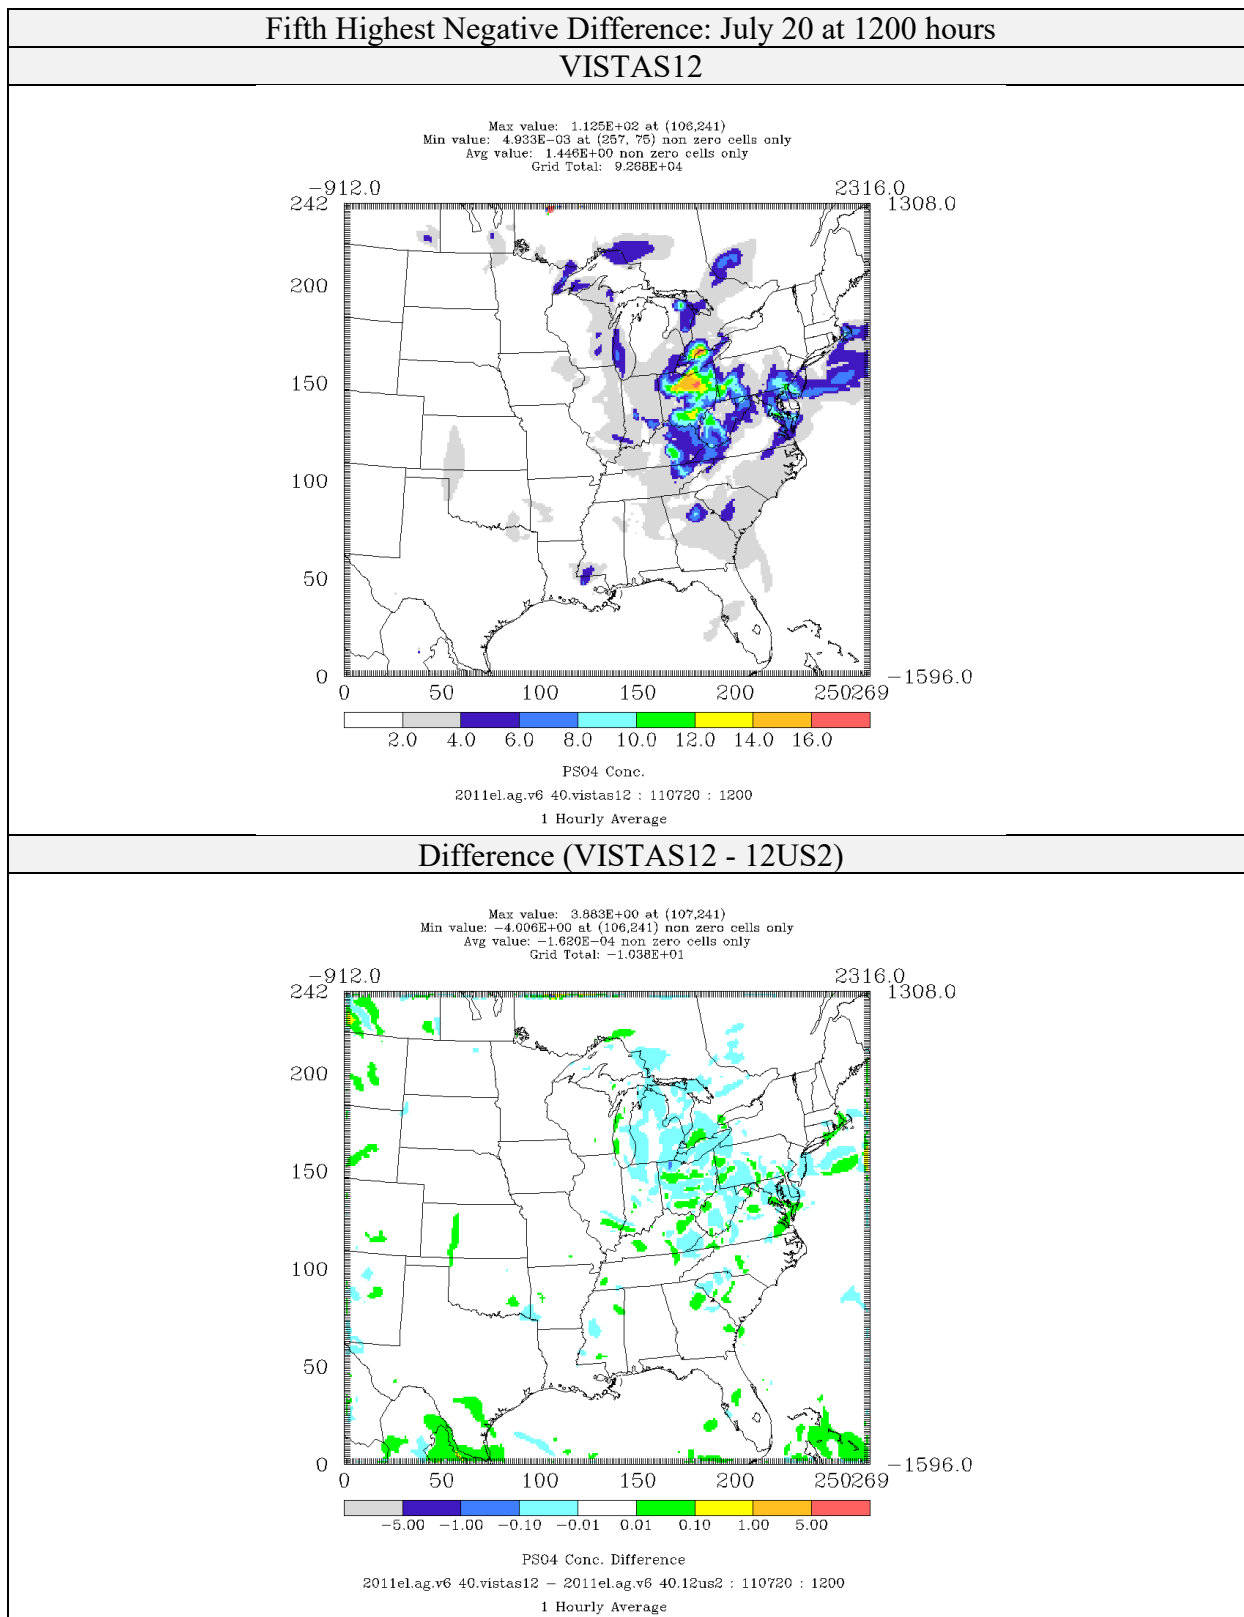 Fifth Highest Negative Difference: July 20 at 1200 hours
VISTAS12
Max value: 1.125E+02 at (106,241)
Min value: 4.933E-03 at (257, 75) non zero cells only
Avg value: 1.446E+00 non zero cells only
Grid Total: 9.268E+04
-912.0 2316.0
242 1308.0
200
150
100
50
0 -1596.0
0 50 100 150 200 250269
2.0 4.0 6.0 8.0 10.0 12.0 14.0 16.0
PSO4 Conc.
2011el.ag.v6 40.vistas12 : 110720 : 1200
1 Hourly Average
Difference (VISTAS12 - 12US2)
Max value: 3.883E+00 at (107,241)
Min value: -4.006E+00 at (106,241) non zero cells only
Avg value: -1.620E-04 non zero cells only
Grid Total: -1.038E+01
-912.0 2316.0
242 1308.0
200
150
100
50
0 -1596.0
0 50 100 150 200 250269
-5.00 -1.00 -0.10 -0.01 0.01 0.10 1.00 5.00
PSO4 Conc. Difference
2011el.ag.v6 40.vistas12 - 2011el.ag.v6 40.12us2 : 110720 : 1200
1 Hourly Average